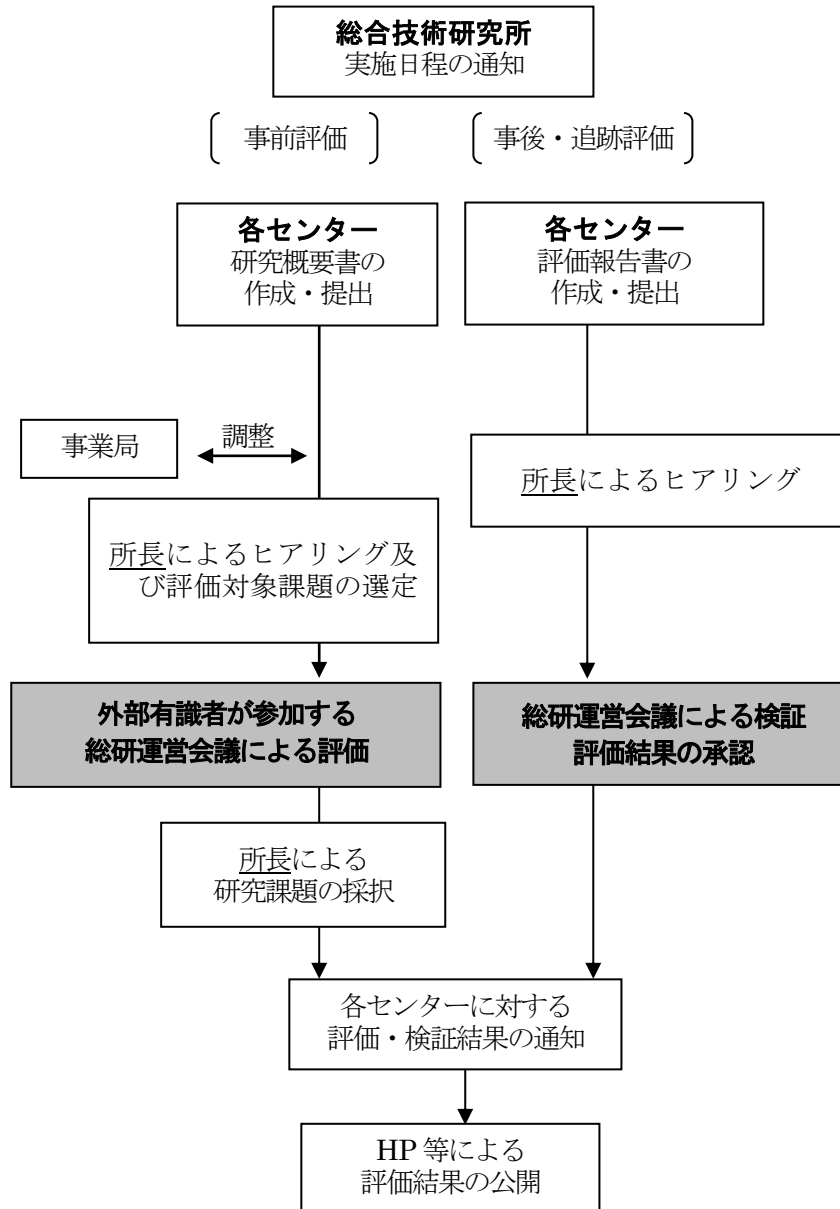 総合技術研究所
実施日程の通知
事前評価
事後・追跡評価
各センター
研究概要書の
作成・提出
各センター
評価報告書の
作成・提出
事業局
調整
所長によるヒアリング
所長によるヒアリング及
び評価対象課題の選定
外部有識者が参加する
総研運営会議による評価
総研運営会議による検証
評価結果の承認
所長による
研究課題の採択
各センターに対する
評価・検証結果の通知
HP 等による
評価結果の公開